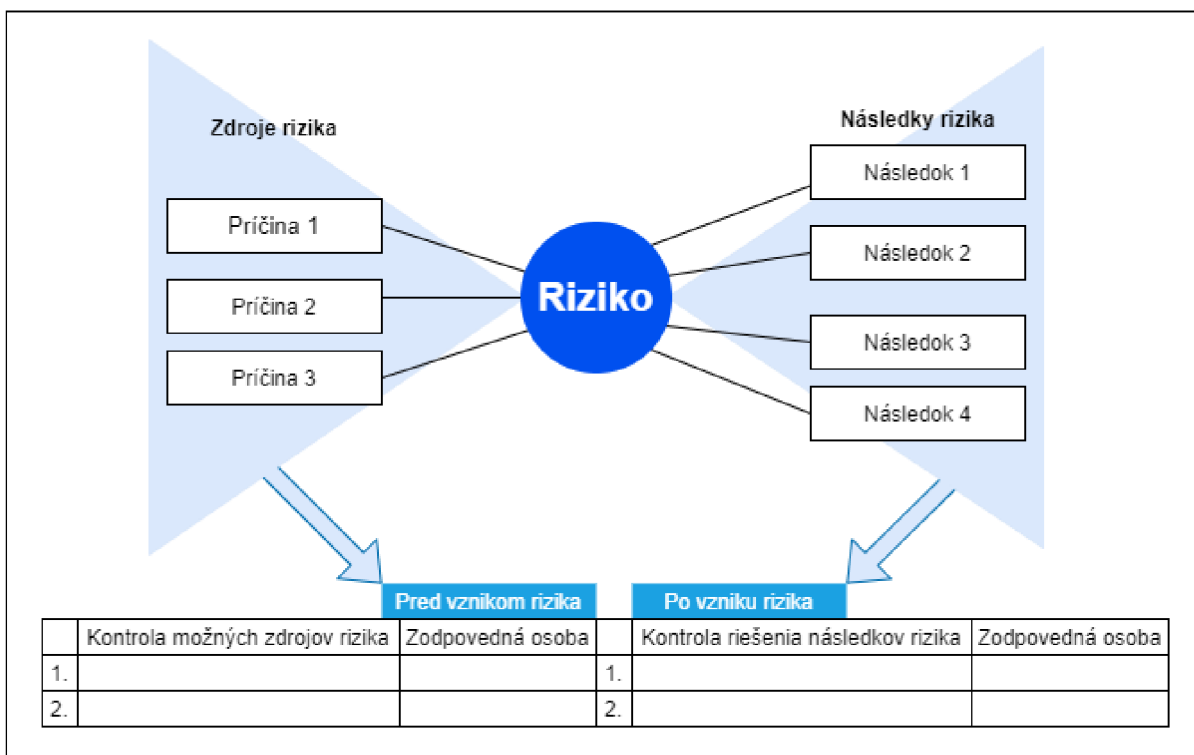 Zdroje rizika
Príčina 1
Príčina 2
Príčina 3
Riziko
Následky rizika
Následok 1
Následok 2
Následok 3
Následok 4
Pred vznikom rizika
Po vzniku rizika
Kontrola možných zdrojov rizika Zodpovedná osoba Kontrola riešenia následkov rizika Zodpovedná osoba
1. 1.
2. 2.